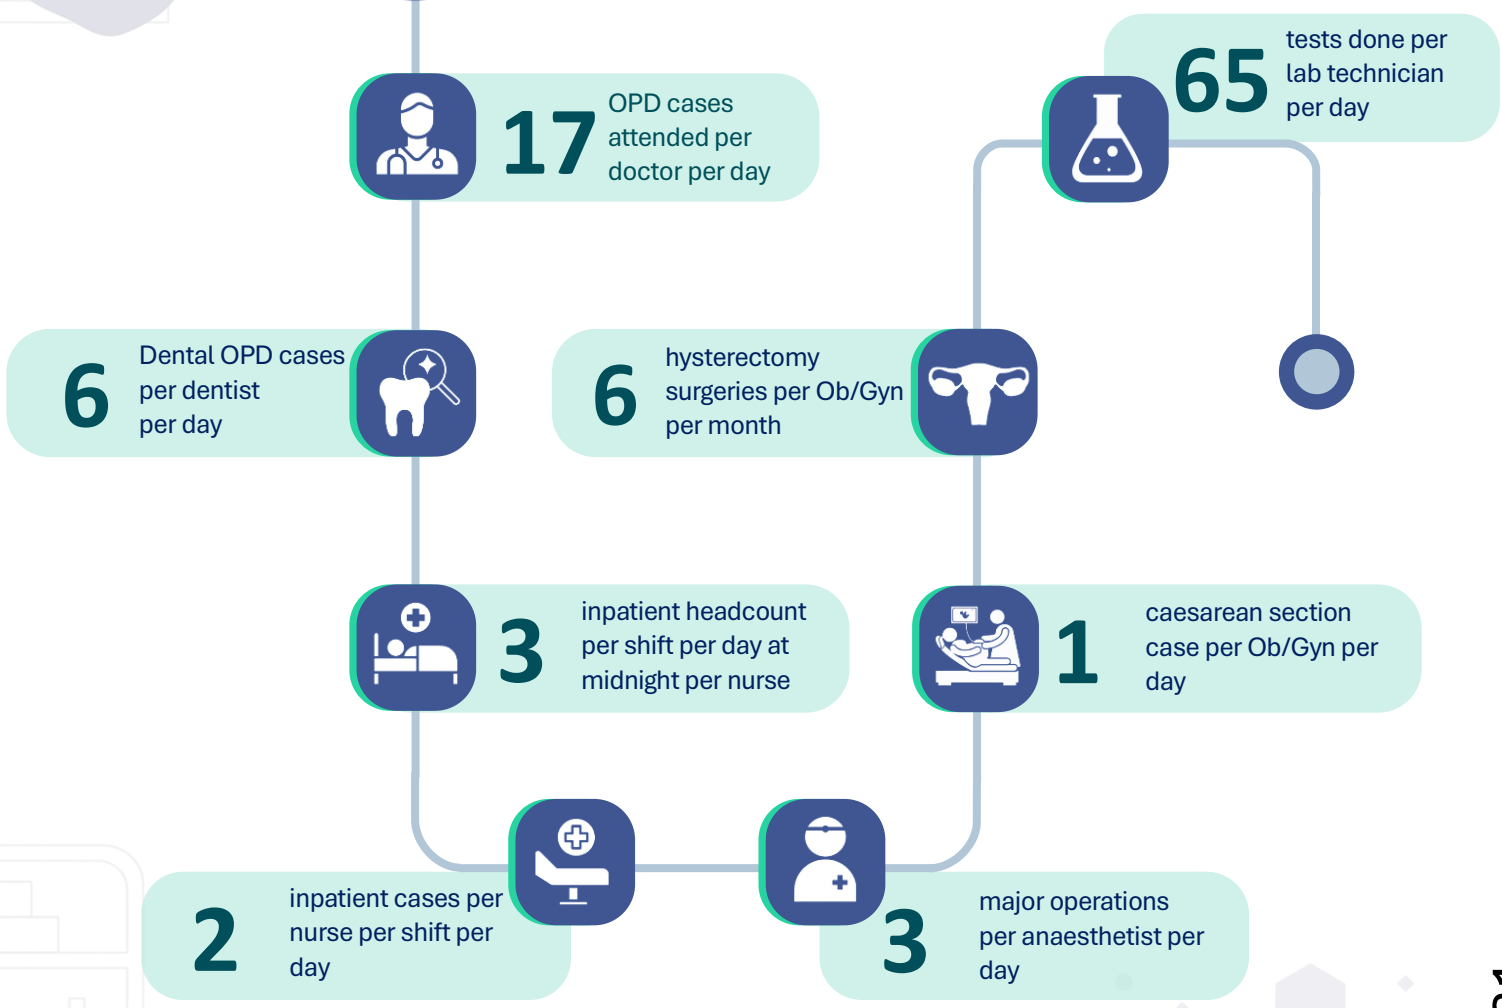 17
OPD cases
attended per
doctor per day
6
Dental OPD cases
per dentist
per day
3
inpatient headcount
per shift per day at
midnight per nurse
2
inpatient cases per
nurse per shift per
day
3
major operations
per anaesthetist per
day
1
caesarean section
case per Ob/Gyn per
day
6
hysterectomy
surgeries per Ob/Gyn
per month
65
tests done per
lab technician
per day